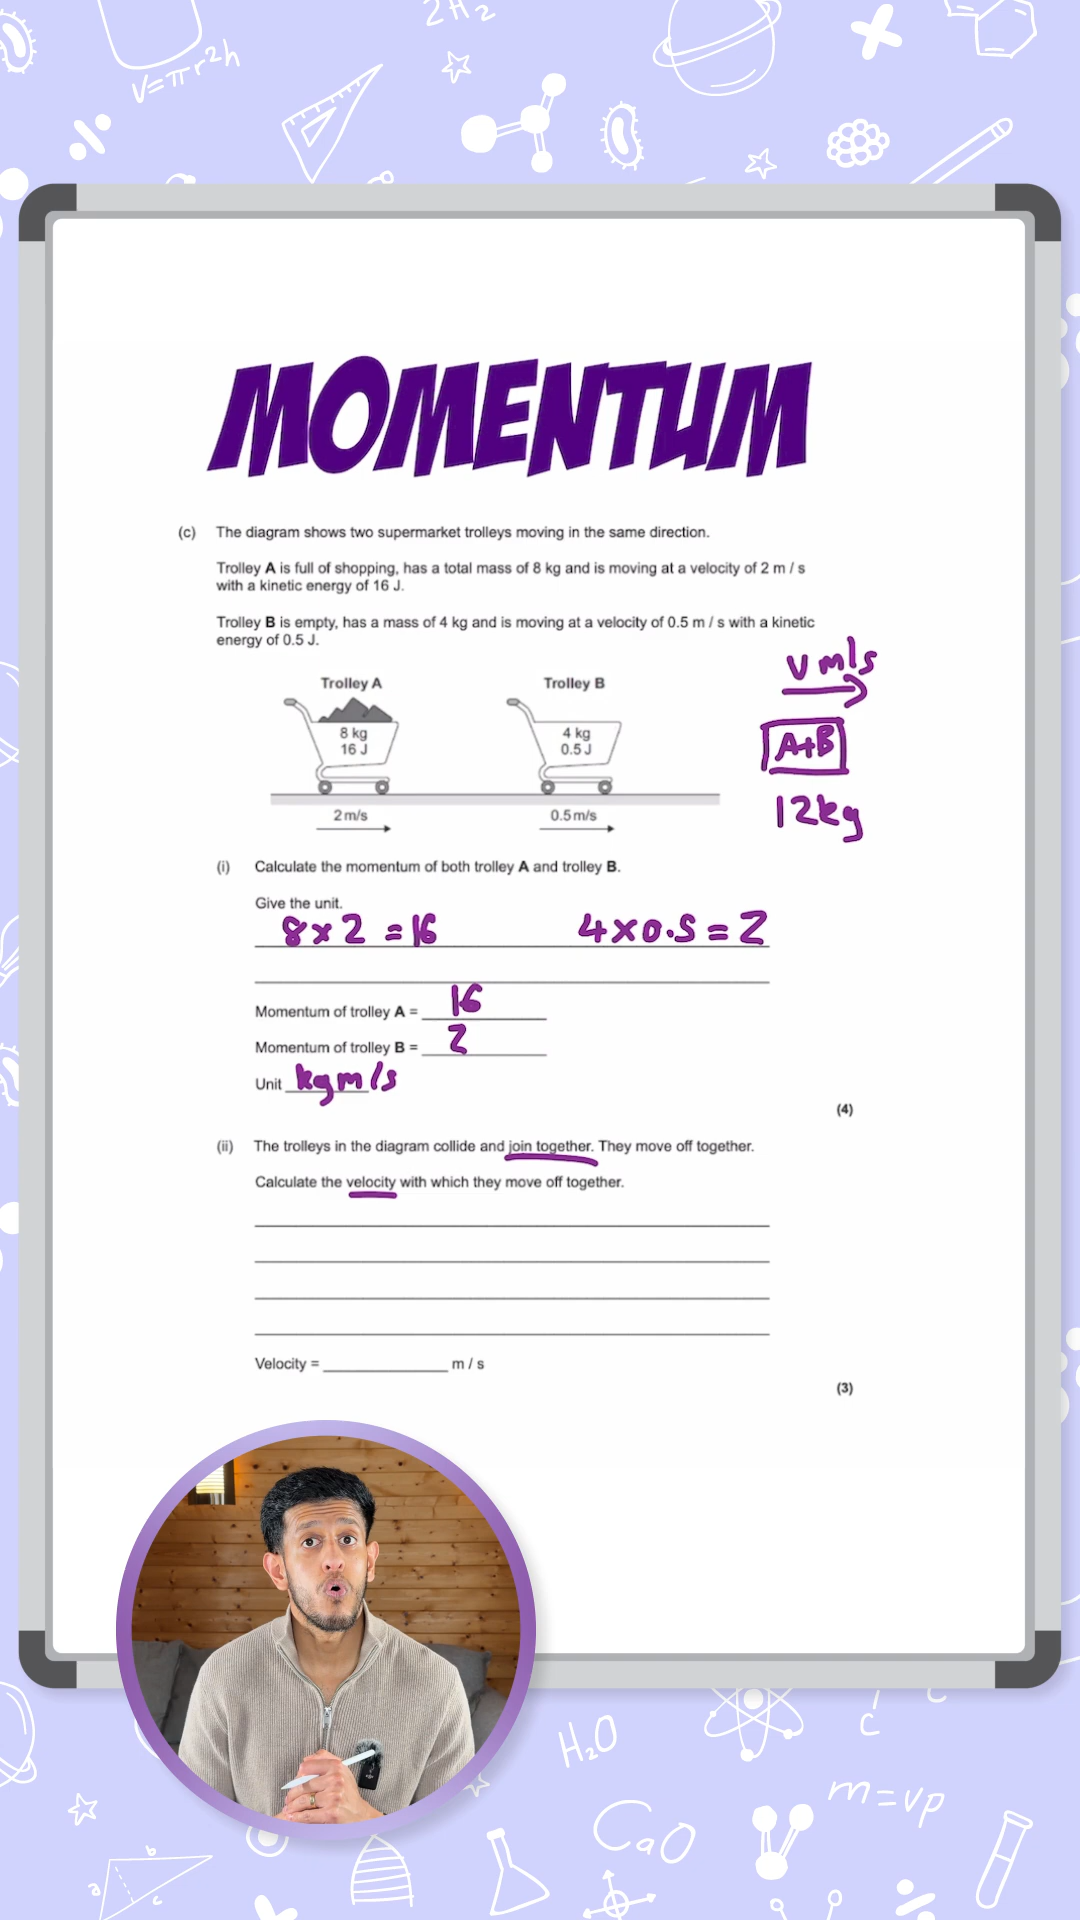 2H₂
V=πr²h
MOMENTUM
(c) The diagram shows two supermarket trolleys moving in the same direction.
Trolley A is full of shopping, has a total mass of 8 kg and is moving at a velocity of 2 m / s
with a kinetic energy of 16 J.
Trolley B is empty, has a mass of 4 kg and is moving at a velocity of 0.5 m / s with a kinetic
energy of 0.5 J.
V m/s
Trolley A Trolley B
8 kg 4 kg
16 J 0.5 J
A+B
12kg
2 m/s 0.5 m/s
(i) Calculate the momentum of both trolley A and trolley B.
Give the unit.
8 x 2 = 16 4 x 0.5 = 2
Momentum of trolley A = 16
Momentum of trolley B = 2
Unit kg m/s
(4)
(ii) The trolleys in the diagram collide and join together. They move off together.
Calculate the velocity with which they move off together.
Velocity = m / s
(3)
C
C
H₂O
m=vp
CaO
b
a
c